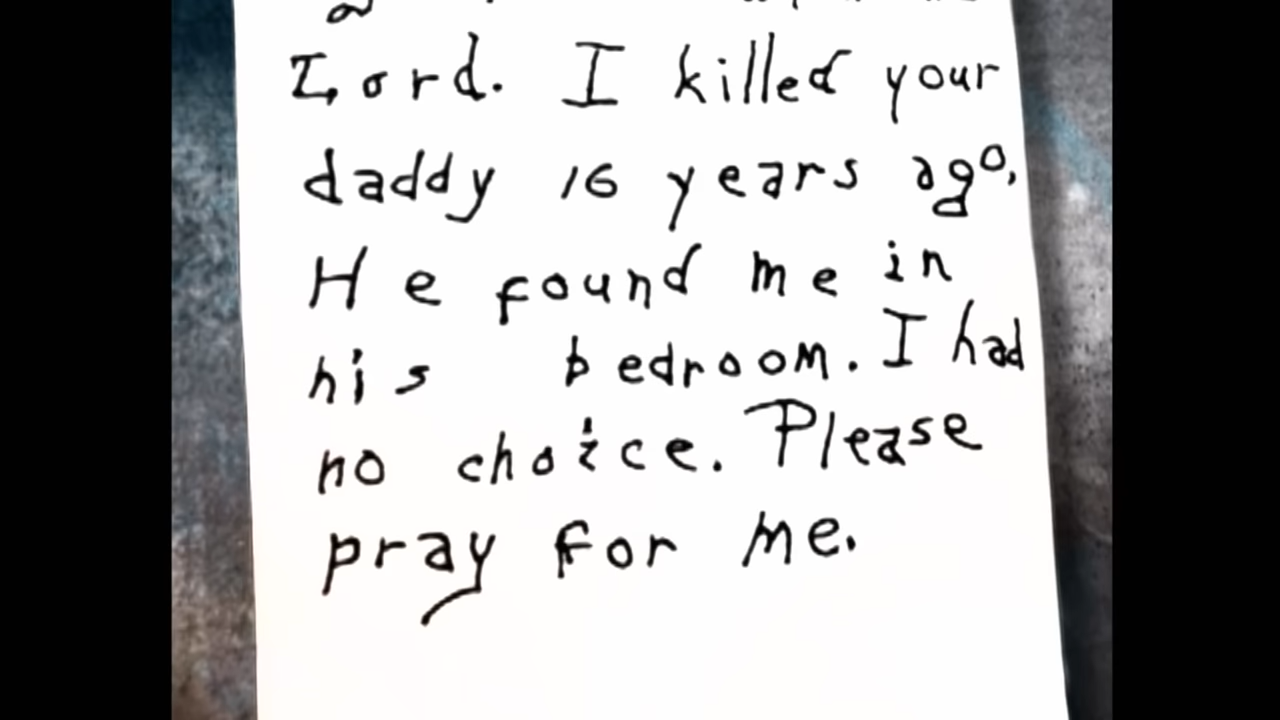 Lord. I killed your
daddy 16 years ago.
He found me in
his bedroom. I had
no choice. Please
pray for me.